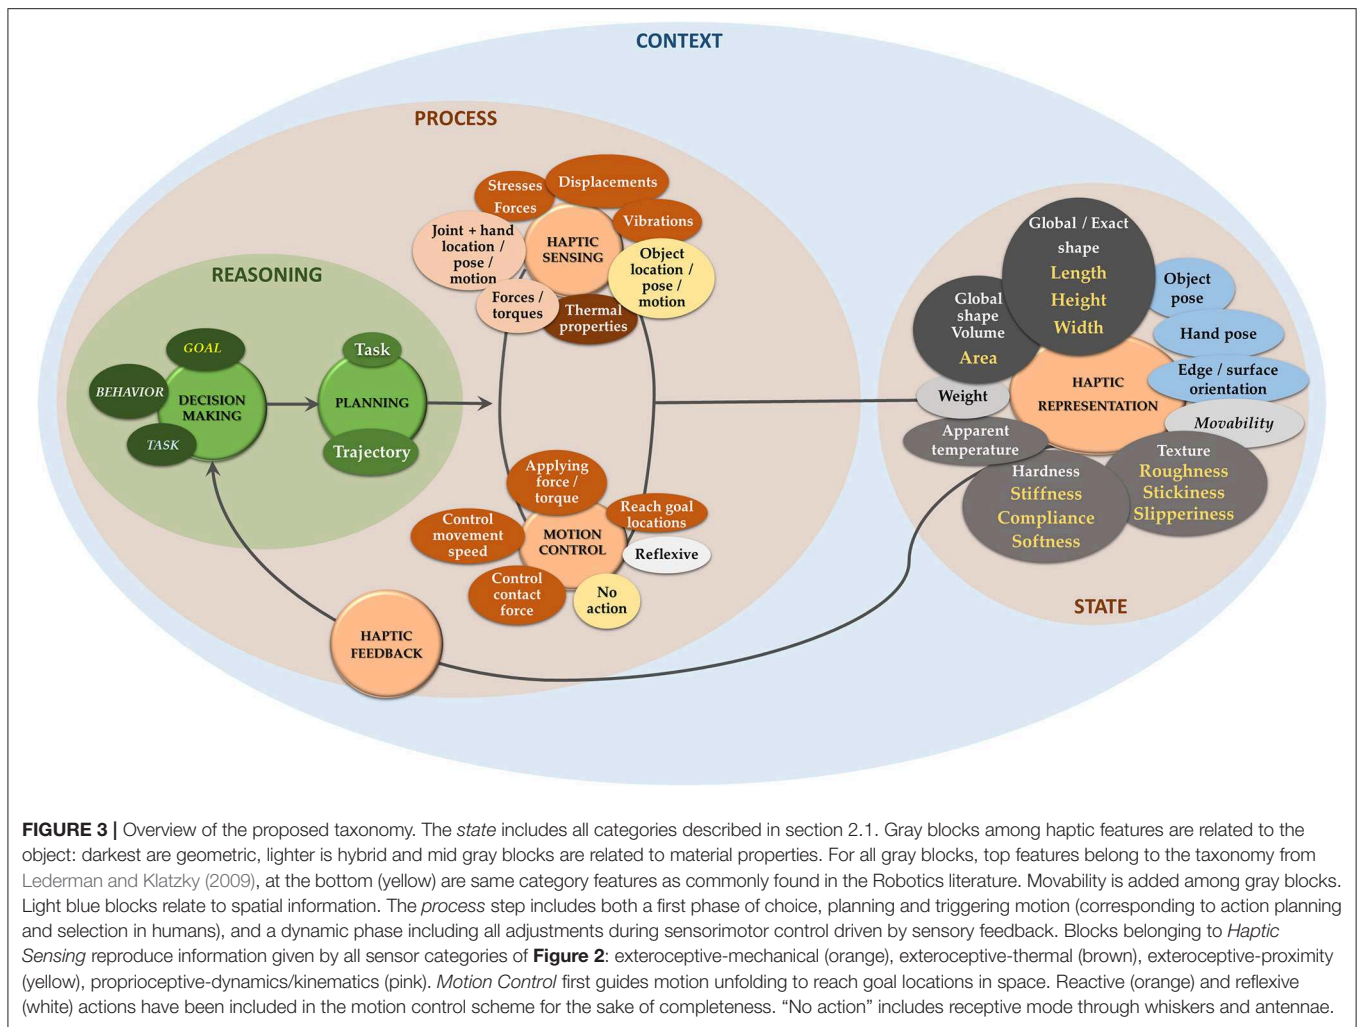 CONTEXT
PROCESS
REASONING
GOAL
BEHAVIOR
TASK
DECISION
MAKING
Task
PLANNING
Trajectory
Stresses
Forces
Displacements
Vibrations
Joint + hand
location /
pose /
motion
HAPTIC
SENSING
Object
location /
pose /
motion
Forces /
torques
Thermal
properties
Applying
force /
torque
Reach goal
locations
Control
movement
speed
MOTION
CONTROL
Reflexive
Control
contact
force
No
action
HAPTIC
FEEDBACK
Global / Exact
shape
Length
Height
Width
Global
shape
Volume
Area
Object
pose
Hand pose
Edge / surface
orientation
HAPTIC
REPRESENTATION
Weight
Movability
Apparent
temperature
Hardness
Stiffness
Compliance
Softness
Texture
Roughness
Stickiness
Slipperiness
STATE
FIGURE 3 | Overview of the proposed taxonomy. The state includes all categories described in section 2.1. Gray blocks among haptic features are related to the
object: darkest are geometric, lighter is hybrid and mid gray blocks are related to material properties. For all gray blocks, top features belong to the taxonomy from
Lederman and Klatzky (2009), at the bottom (yellow) are same category features as commonly found in the Robotics literature. Movability is added among gray blocks.
Light blue blocks relate to spatial information. The process step includes both a first phase of choice, planning and triggering motion (corresponding to action planning
and selection in humans), and a dynamic phase including all adjustments during sensorimotor control driven by sensory feedback. Blocks belonging to Haptic
Sensing reproduce information given by all sensor categories of Figure 2: exteroceptive-mechanical (orange), exteroceptive-thermal (brown), exteroceptive-proximity
(yellow), proprioceptive-dynamics/kinematics (pink). Motion Control first guides motion unfolding to reach goal locations in space. Reactive (orange) and reflexive
(white) actions have been included in the motion control scheme for the sake of completeness. “No action” includes receptive mode through whiskers and antennae.